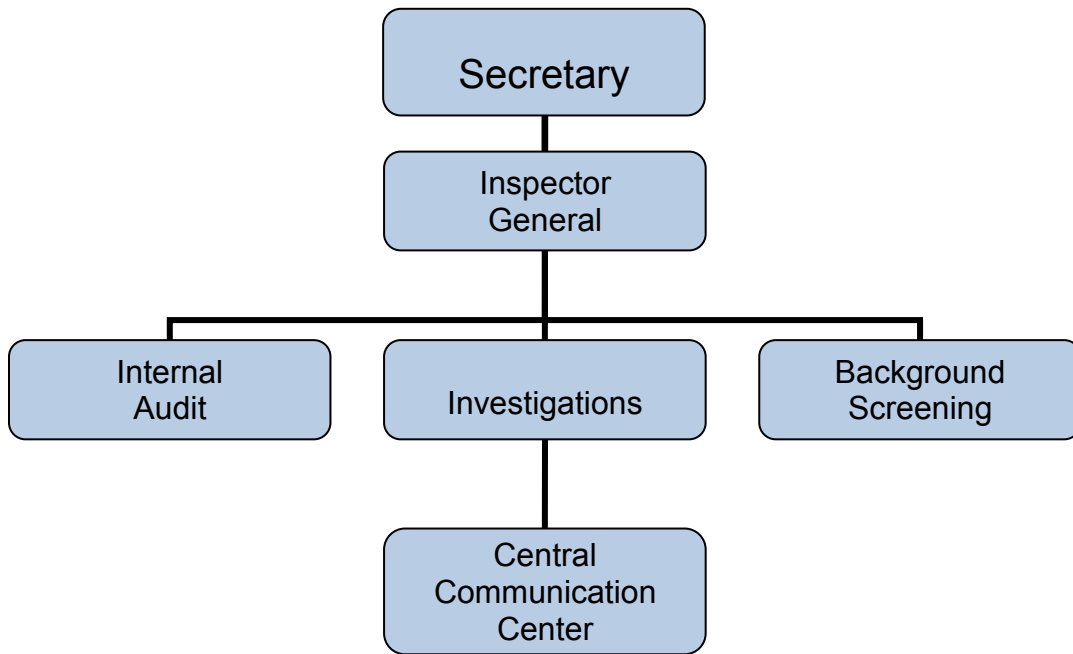 Secretary
Inspector
General
Internal
Audit
Investigations
Background
Screening
Central
Communication
Center